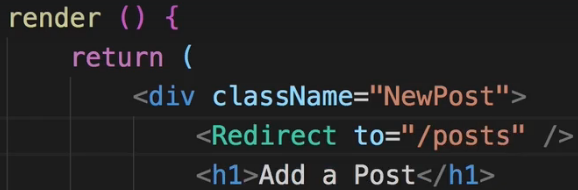 render () {
return (
<div className="NewPost">
<Redirect to="/posts" />
<h1>Add a Post</h1>